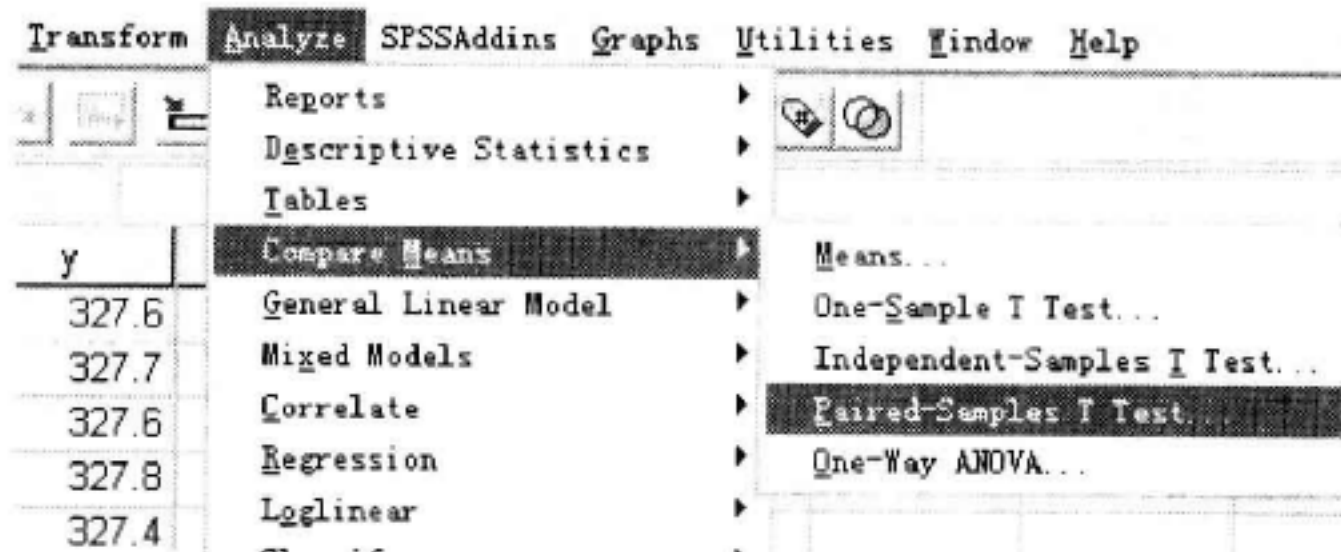 Transform Analyze SPSSAddins Graphs Utilities Window Help
Reports
Descriptive Statistics
Tables
Compare Means
General Linear Model
Mixed Models
Correlate
Regression
Loglinear
y
327.6
327.7
327.6
327.8
327.4
Means...
One-Sample T Test...
Independent-Samples T Test...
Paired-Samples T Test...
One-Way ANOVA...